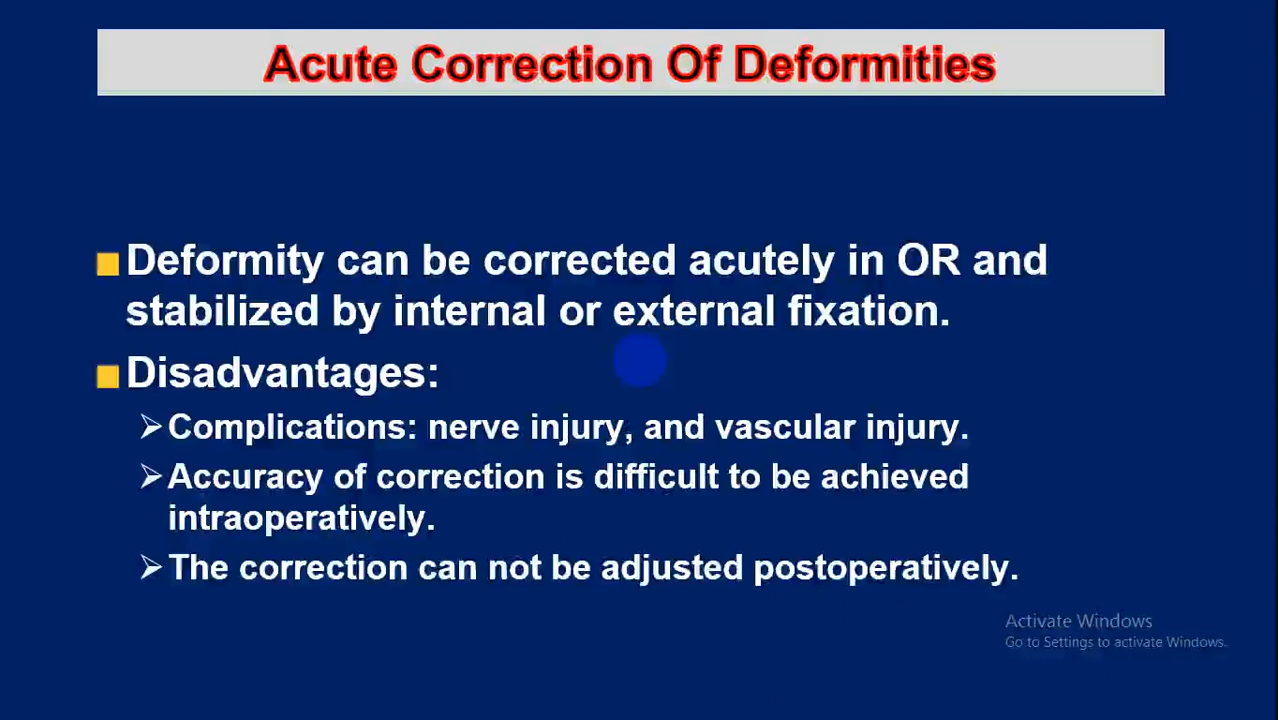 Acute Correction Of Deformities
Deformity can be corrected acutely in OR and
stabilized by internal or external fixation.
Disadvantages:
Complications: nerve injury, and vascular injury.
Accuracy of correction is difficult to be achieved
intraoperatively.
The correction can not be adjusted postoperatively.
Activate Windows
Go to Settings to activate Windows.